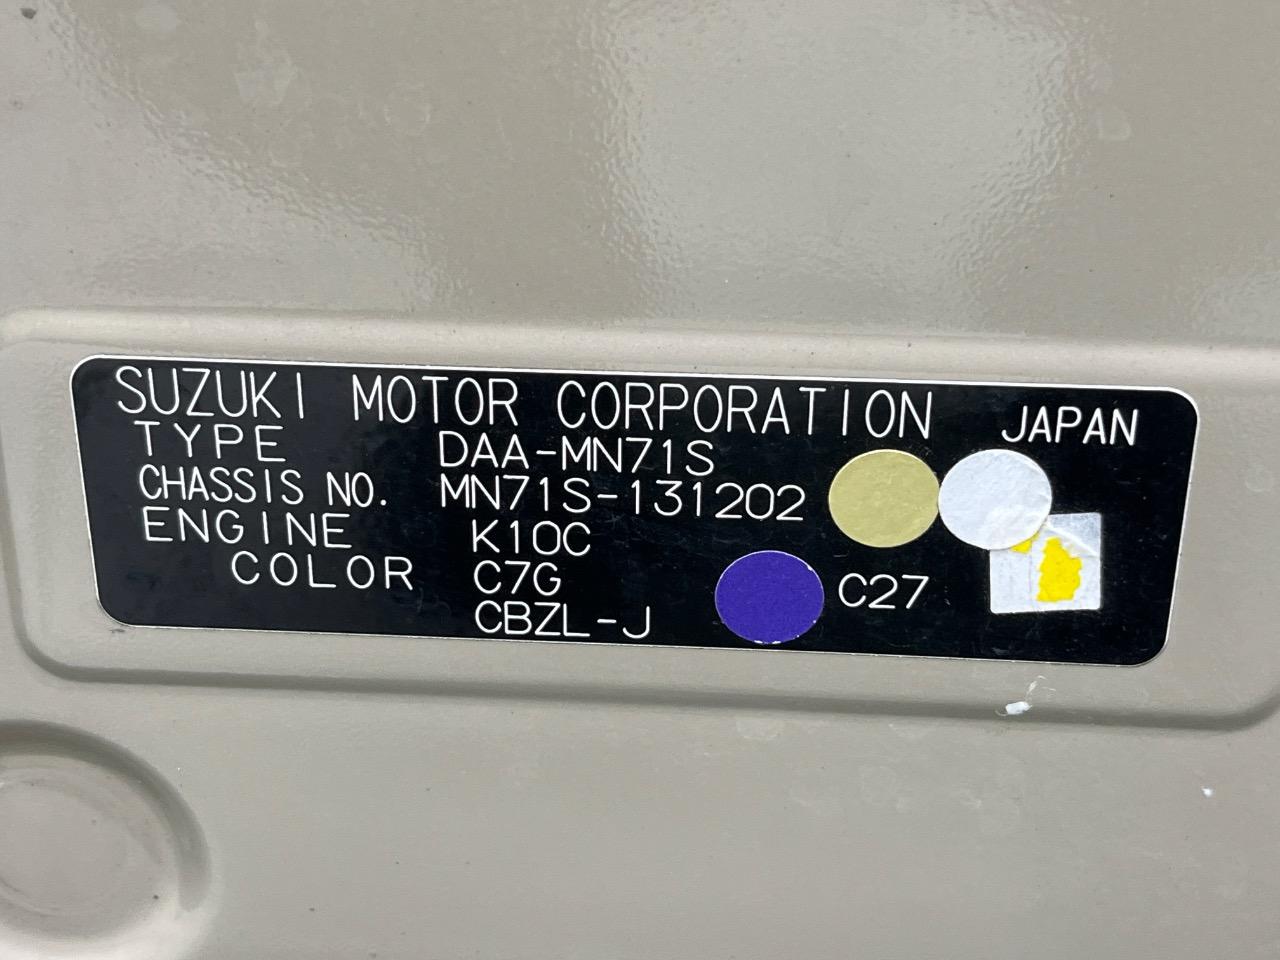 SUZUKI MOTOR CORPORATION JAPAN
TYPE DAA-MN71S
CHASSIS NO. MN71S-131202
ENGINE K10C
COLOR C7G C27
CBZL-J